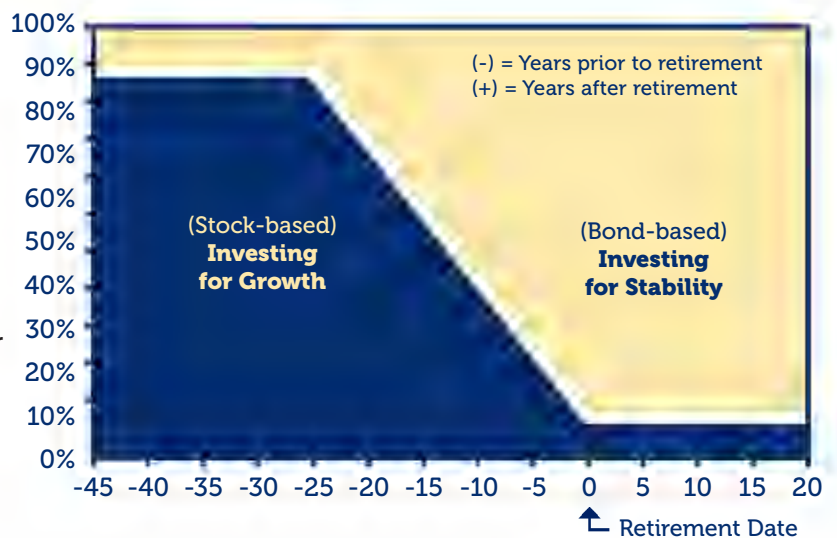 100%
90%
80%
70%
60%
50%
40%
30%
20%
10%
0%
(-) = Years prior to retirement
(+) = Years after retirement
(Stock-based)
Investing
for Growth
(Bond-based)
Investing
for Stability
-45 -40 -35 -30 -25 -20 -15 -10 -5 0 5 10 15 20
Retirement Date